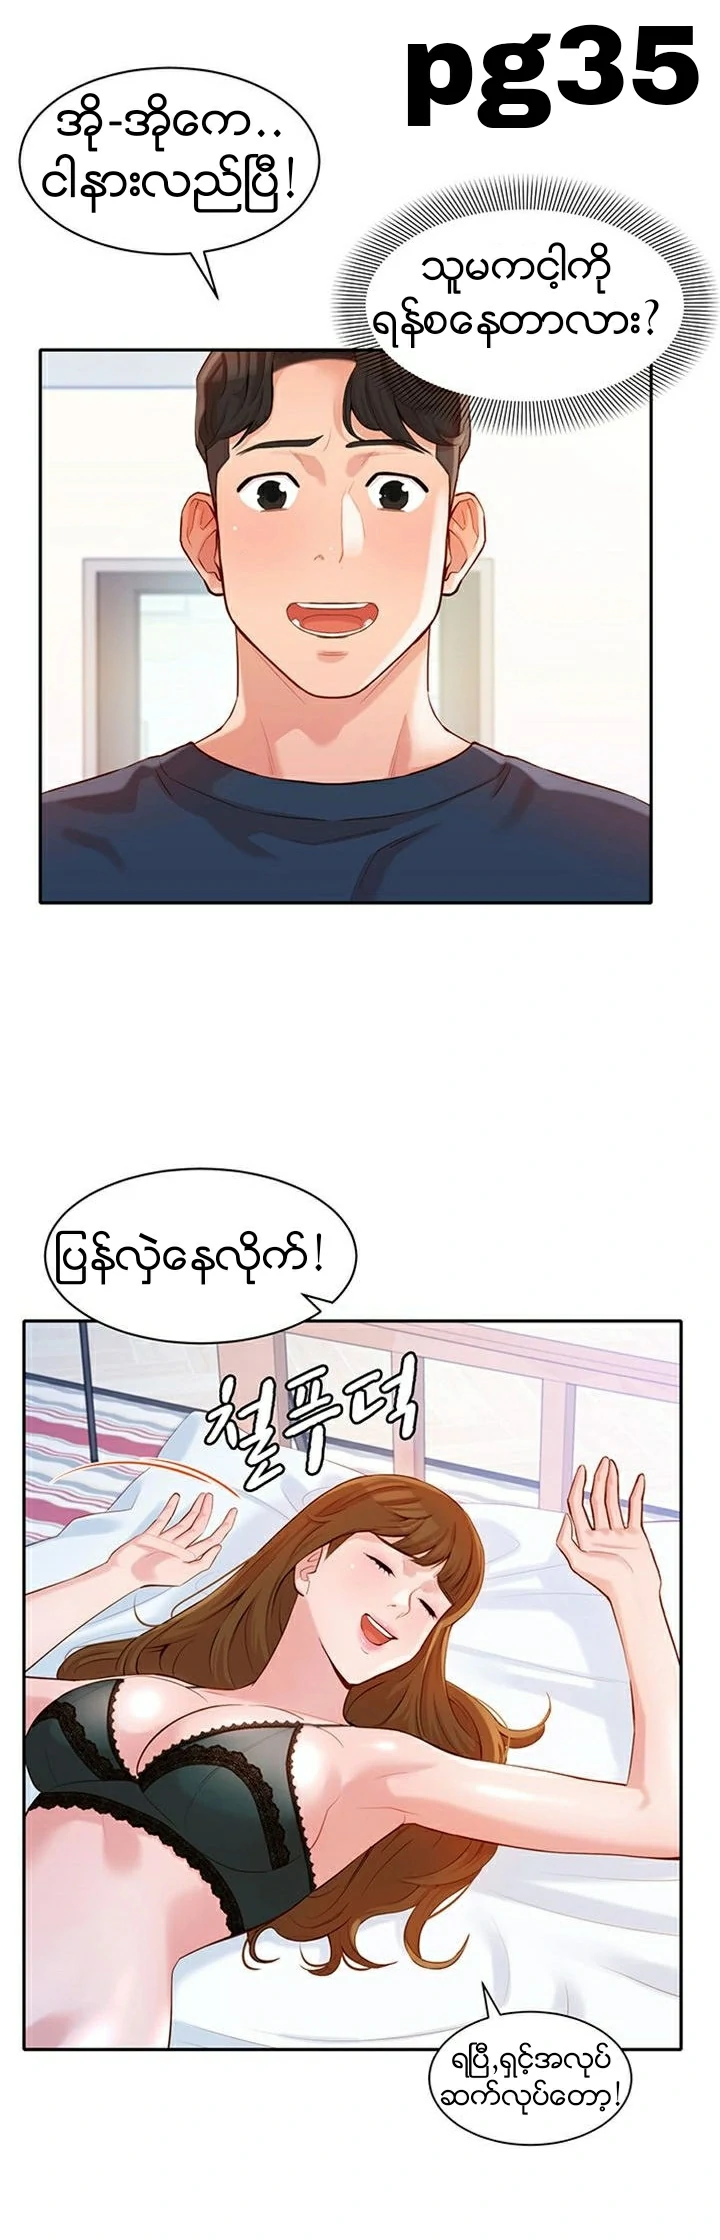 pg35
အို-အိုကေ..
ငါနားလည်ပြီ!
သူမကငါ့ကို
ရန်စနေတာလား?
ပြန်လှဲနေလိုက်!
철푸덕
ရပြီ,ရှင့်အလုပ်
ဆက်လုပ်တော့!